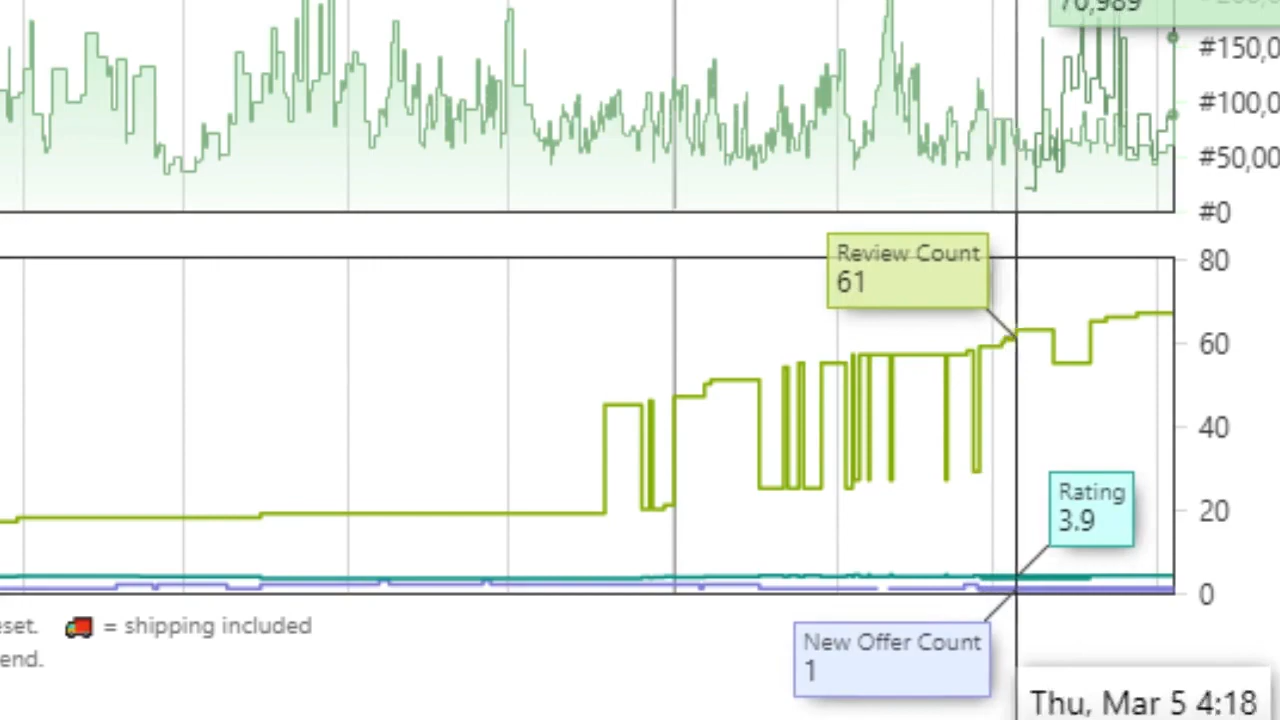 70,989
#150,0
#100,0
#50,00
#0
Review Count
61
80
60
40
Rating
3.9
20
0
eset. = shipping included
end.
New Offer Count
1
Thu, Mar 5 4:18